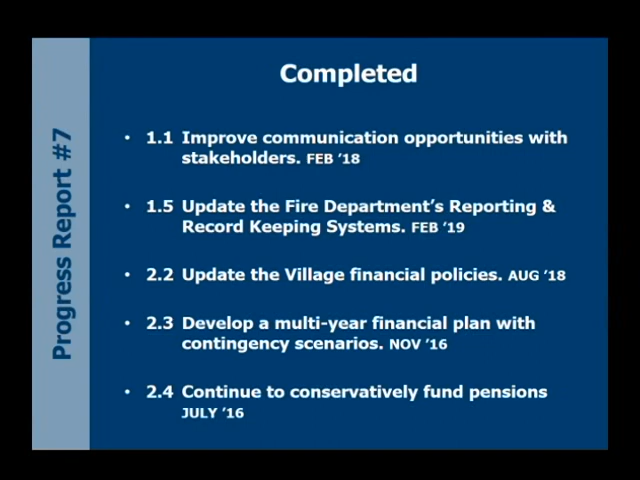 Progress Report #7
Completed
• 1.1 Improve communication opportunities with
stakeholders. FEB ‘18
• 1.5 Update the Fire Department’s Reporting &
Record Keeping Systems. FEB ‘19
• 2.2 Update the Village financial policies. AUG ‘18
• 2.3 Develop a multi-year financial plan with
contingency scenarios. NOV ‘16
• 2.4 Continue to conservatively fund pensions
JULY ‘16